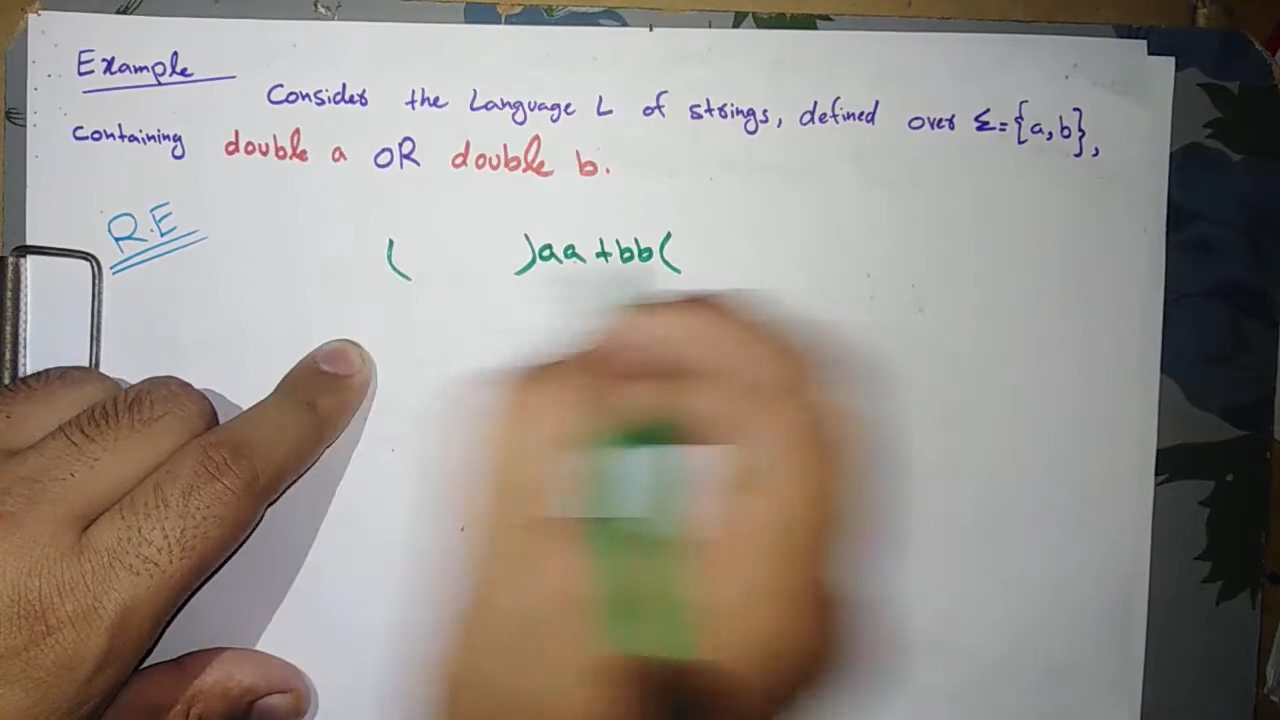 Example
Consider the Language L of strings, defined over Σ={a,b},
containing double a OR double b.
R.E
( )aa+bb(